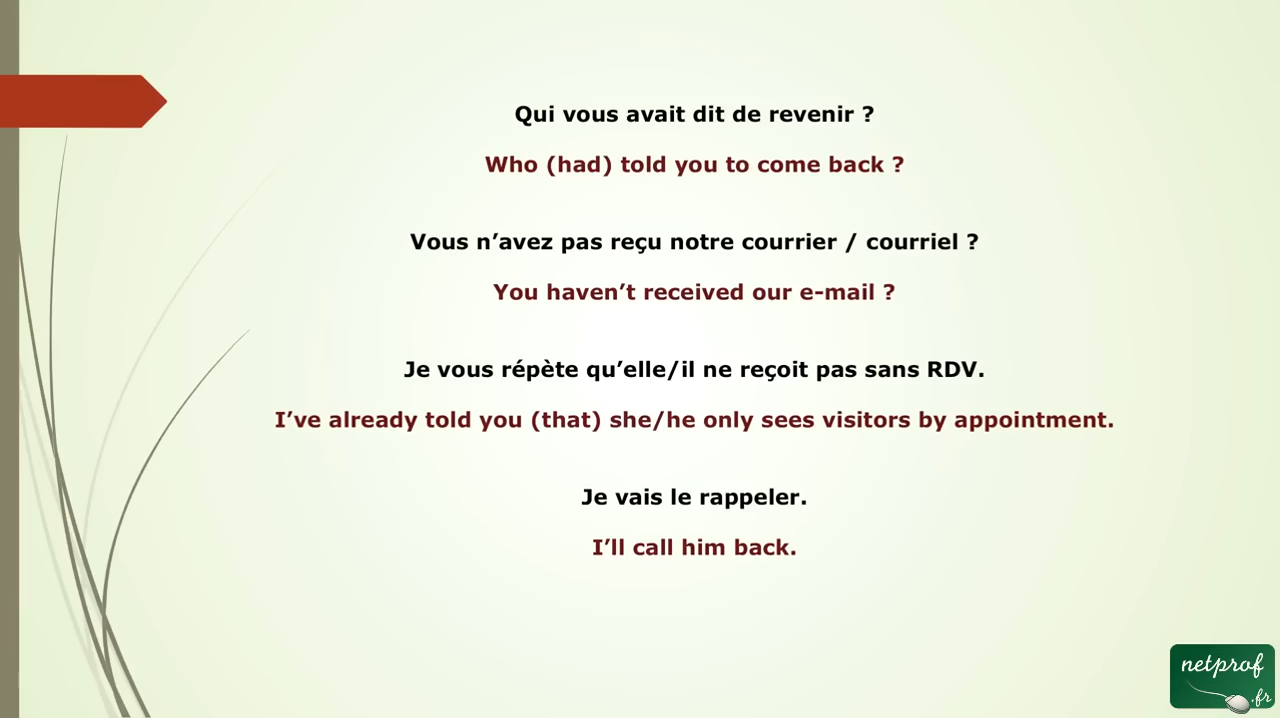 Qui vous avait dit de revenir ?
Who (had) told you to come back ?
Vous n’avez pas reçu notre courrier / courriel ?
You haven’t received our e-mail ?
Je vous répète qu’elle/il ne reçoit pas sans RDV.
I’ve already told you (that) she/he only sees visitors by appointment.
Je vais le rappeler.
I’ll call him back.
netprof
.fr